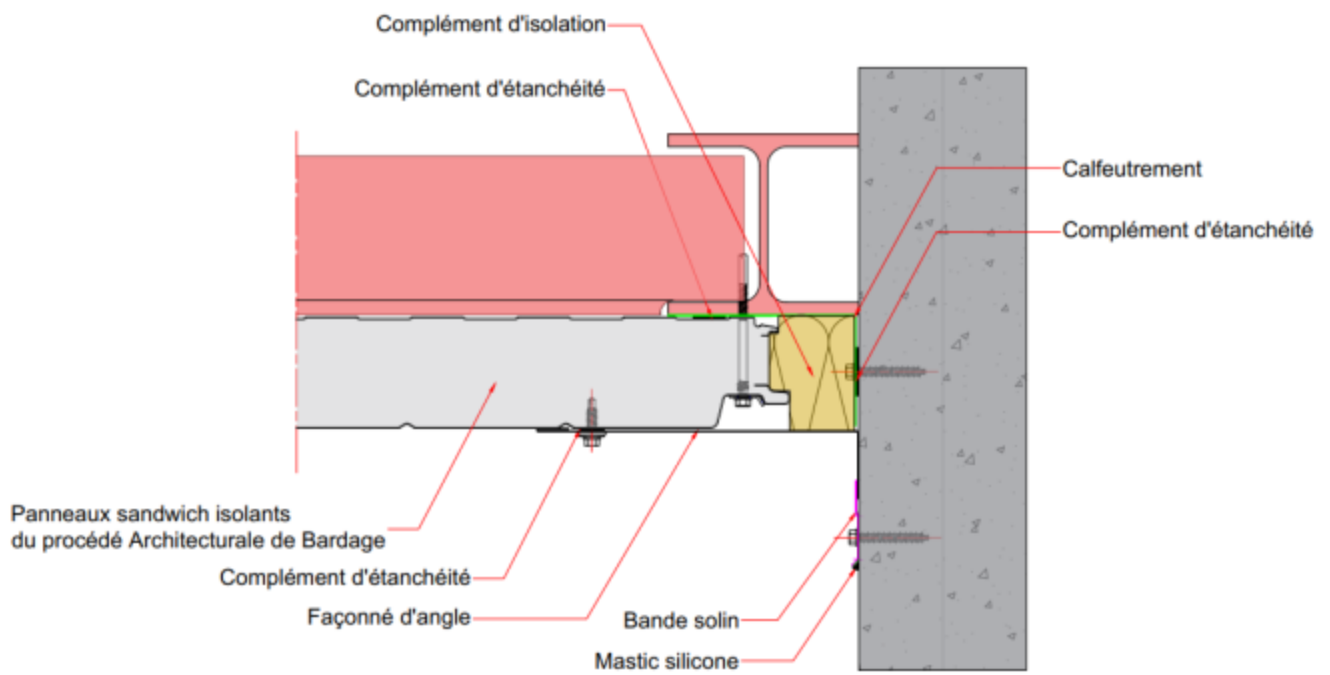 Complément d'isolation
Complément d'étanchéité
Calfeutrement
Complément d'étanchéité
Panneaux sandwich isolants
du procédé Architecturale de Bardage
Complément d'étanchéité
Façonné d'angle
Bande solin
Mastic silicone